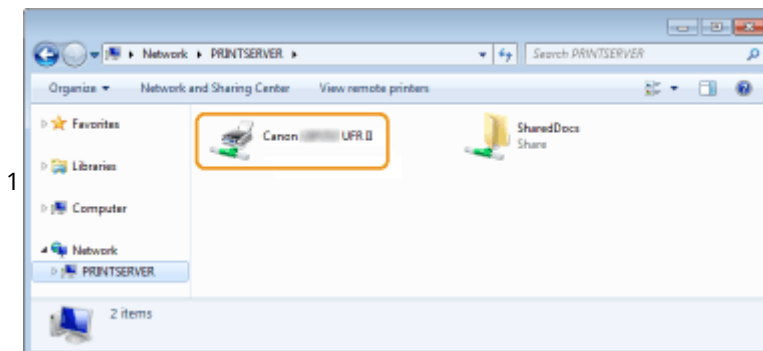 Network ▸ PRINTSERVER ▸ Search PRINTSERVER
Organize Network and Sharing Center View remote printers
Favorites
Canon UFR II
SharedDocs
Share
Libraries
1
Computer
Network
PRINTSERVER
2 items